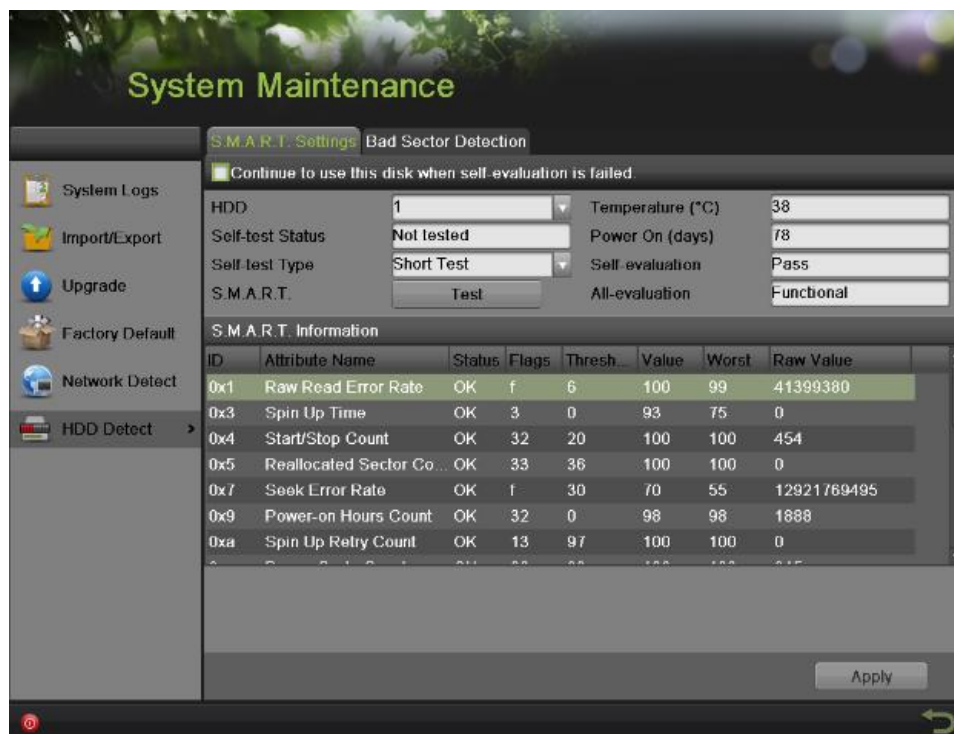 System Maintenance
S.M.A.R.T. Settings Bad Sector Detection
Continue to use this disk when self-evaluation is failed.
System Logs
Import/Export
Upgrade
Factory Default
Network Detect
HDD Detect >
HDD 1 Temperature (°C) 38
Self-test Status Not tested Power On (days) 78
Self-test Type Short Test Self-evaluation Pass
S.M.A.R.T. Test All-evaluation Functional
S.M.A.R.T. Information
ID Attribute Name Status Flags Thresh... Value Worst Raw Value
0x1 Raw Read Error Rate OK f 6 100 99 41399380
0x3 Spin Up Time OK 3 0 93 75 0
0x4 Start/Stop Count OK 32 20 100 100 454
0x5 Reallocated Sector Co... OK 33 36 100 100 0
0x7 Seek Error Rate OK f 30 70 55 12921769495
0x9 Power-on Hours Count OK 32 0 98 98 1888
0xa Spin Up Retry Count OK 13 97 100 100 0
Apply